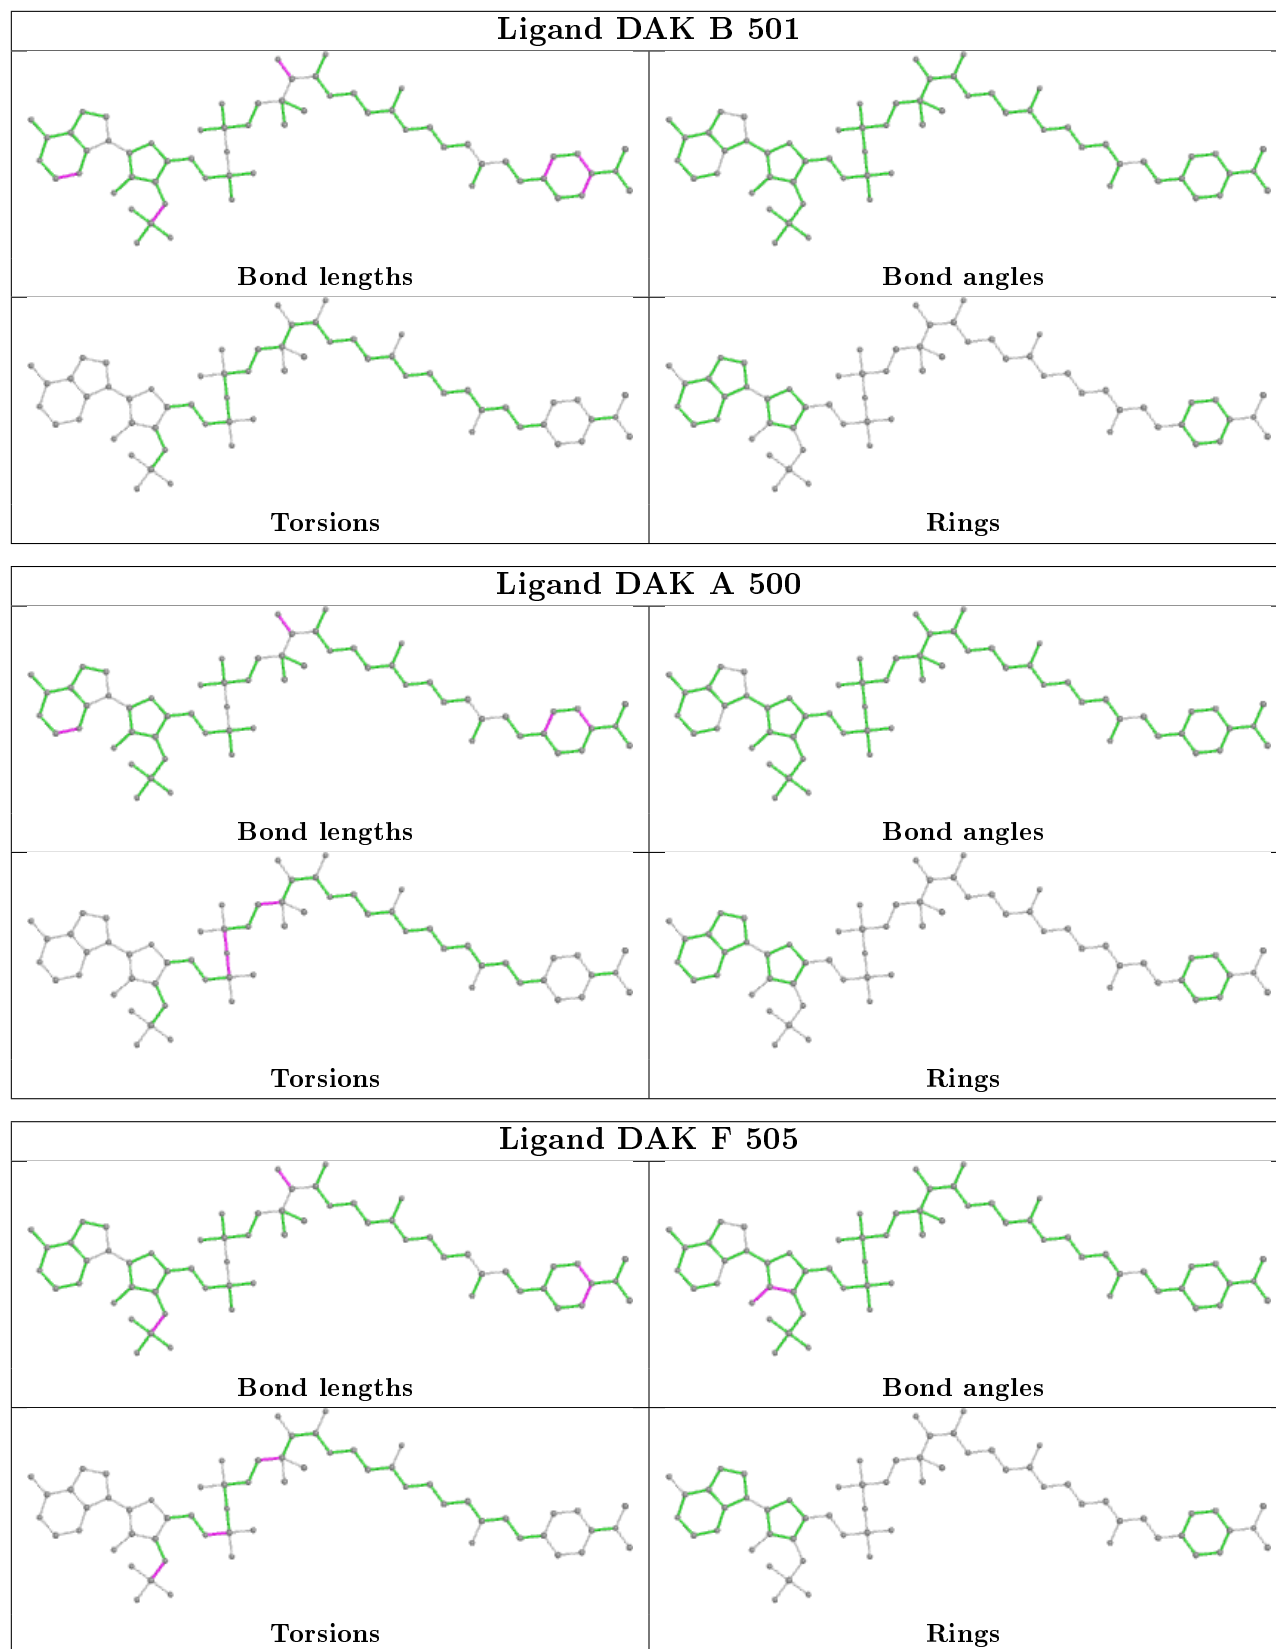 Ligand DAK B 501
Bond lengths
Bond angles
Torsions
Rings
Ligand DAK A 500
Bond lengths
Bond angles
Torsions
Rings
Ligand DAK F 505
Bond lengths
Bond angles
Torsions
Rings